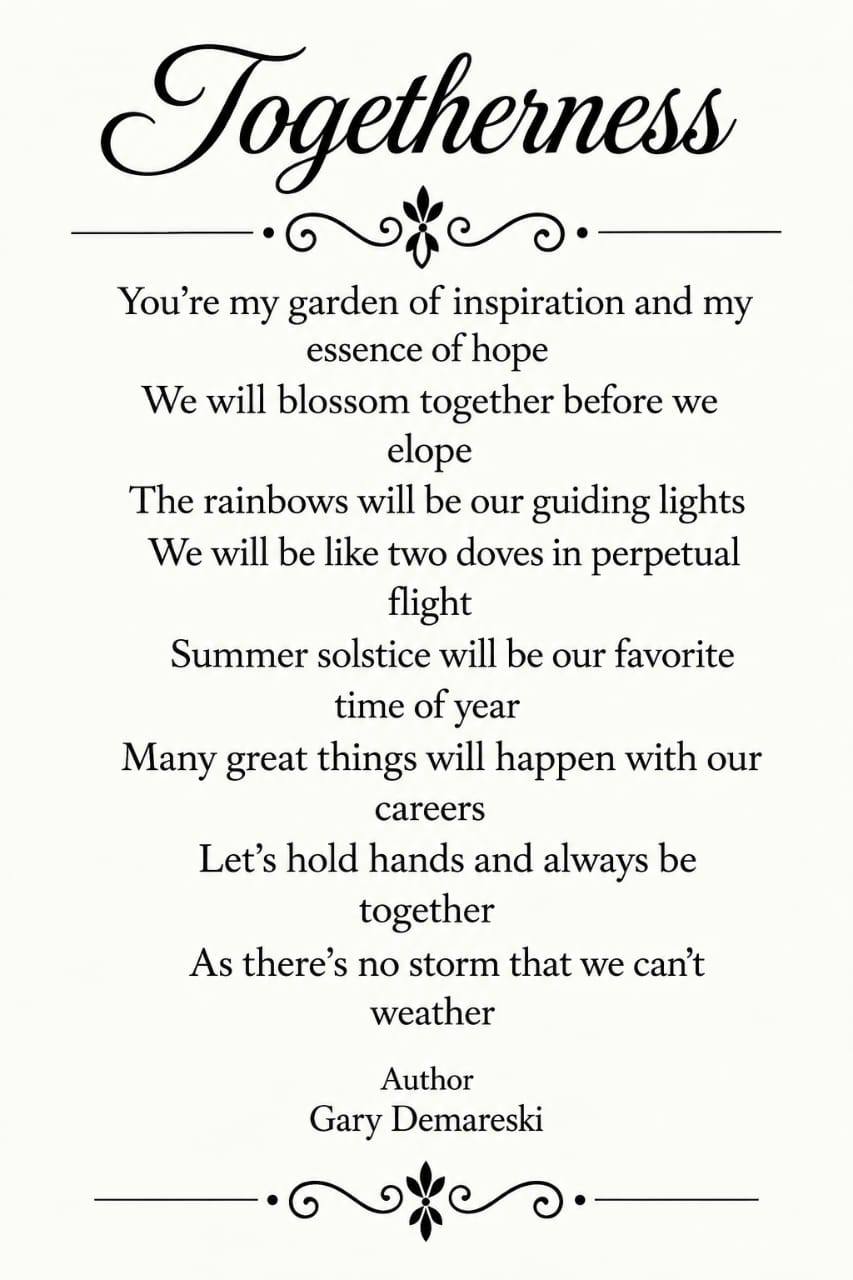 Togetherness
You’re my garden of inspiration and my
essence of hope
We will blossom together before we
elope
The rainbows will be our guiding lights
We will be like two doves in perpetual
flight
Summer solstice will be our favorite
time of year
Many great things will happen with our
careers
Let’s hold hands and always be
together
As there’s no storm that we can’t
weather
Author
Gary Demareski